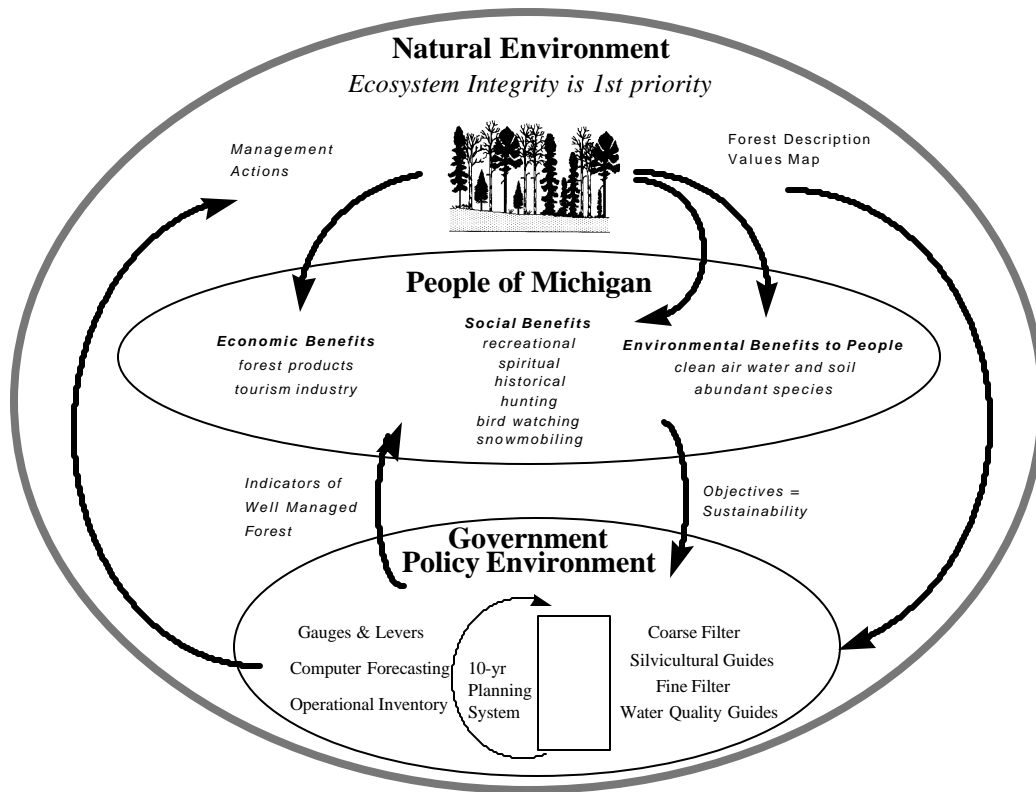 Natural Environment
Ecosystem Integrity is 1st priority
Management
Actions
Forest Description
Values Map
People of Michigan
Economic Benefits
forest products
tourism industry
Social Benefits
recreational
spiritual
historical
hunting
bird watching
snowmobiling
Environmental Benefits to People
clean air water and soil
abundant species
Indicators of
Well Managed
Forest
Objectives =
Sustainability
Government
Policy Environment
Gauges & Levers
Computer Forecasting
Operational Inventory
10-yr
Planning
System
Coarse Filter
Silvicultural Guides
Fine Filter
Water Quality Guides